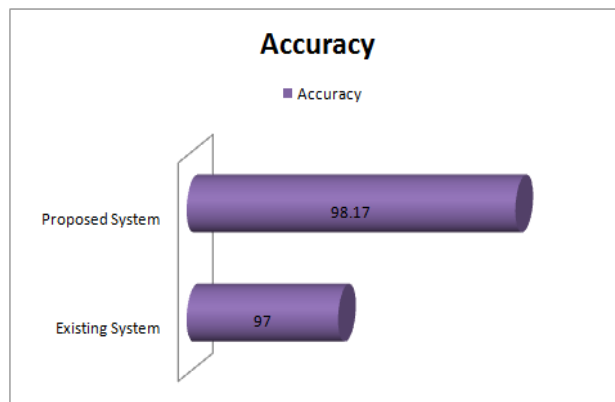 Accuracy
Accuracy
Proposed System
98.17
Existing System
97